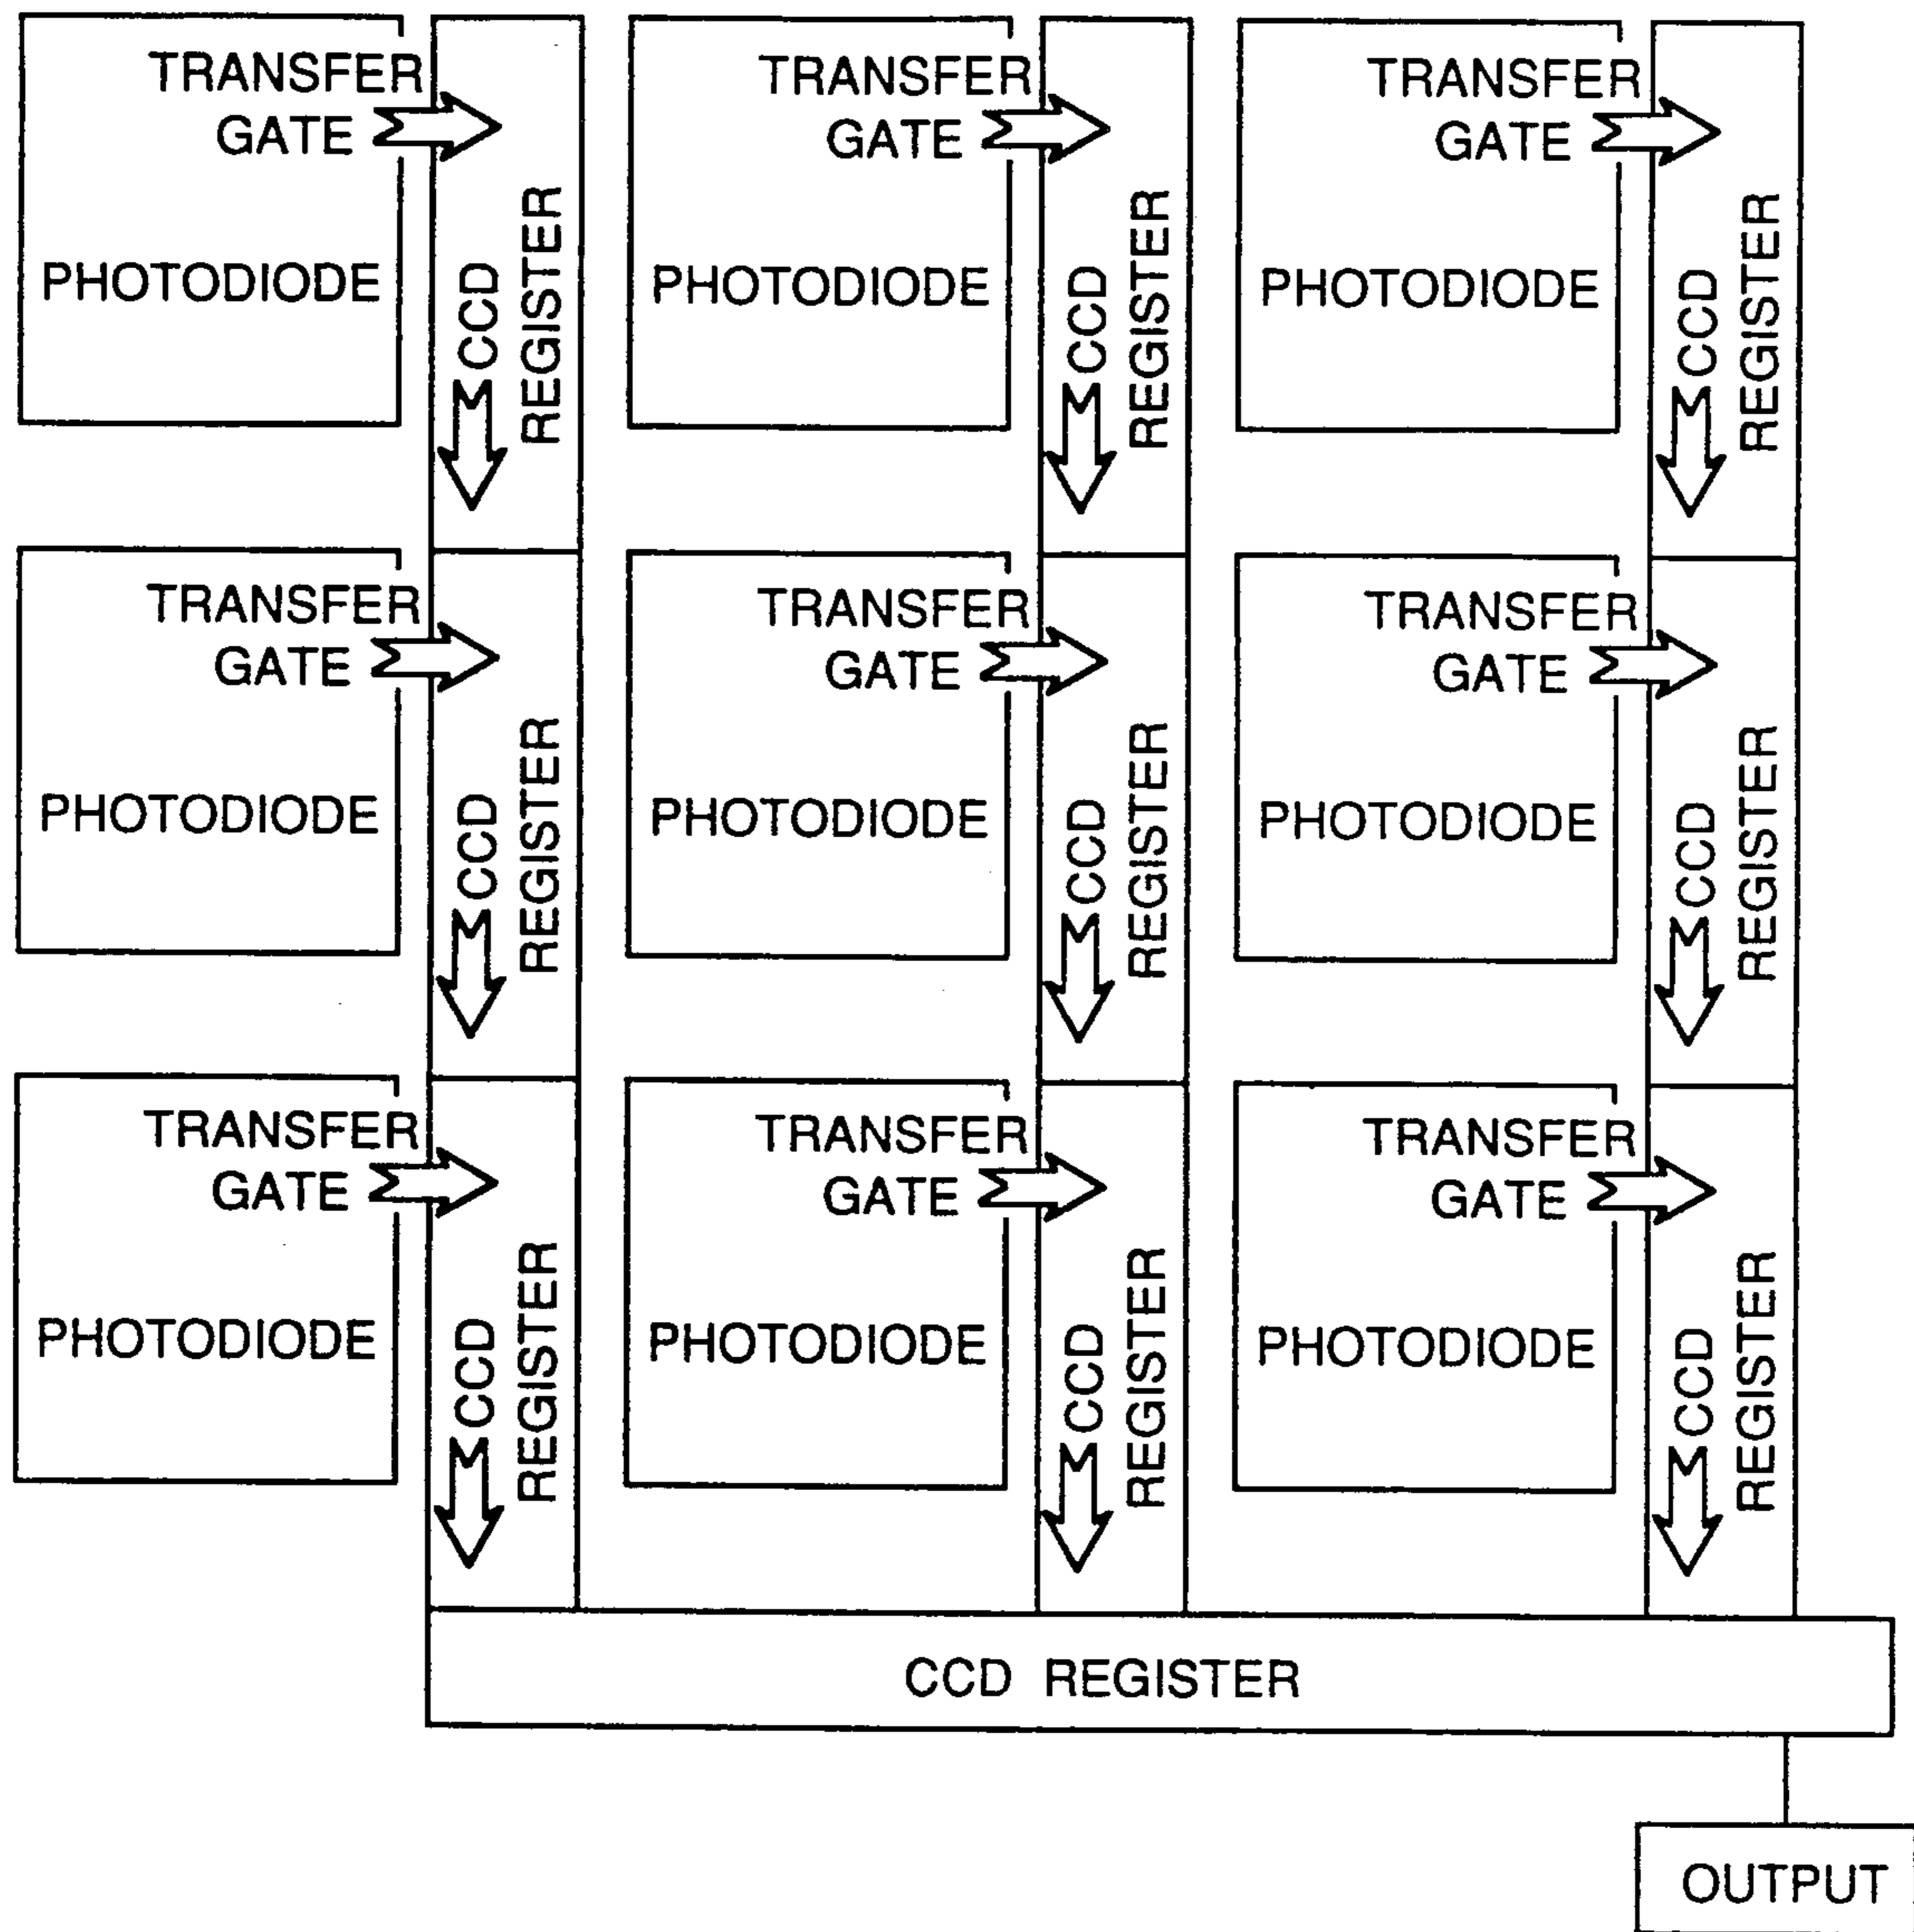 TRANSFER
GATE
PHOTODIODE
CCD
REGISTER
TRANSFER
GATE
PHOTODIODE
CCD
REGISTER
TRANSFER
GATE
PHOTODIODE
CCD
REGISTER
TRANSFER
GATE
PHOTODIODE
CCD
REGISTER
TRANSFER
GATE
PHOTODIODE
CCD
REGISTER
TRANSFER
GATE
PHOTODIODE
CCD
REGISTER
TRANSFER
GATE
PHOTODIODE
CCD
REGISTER
TRANSFER
GATE
PHOTODIODE
CCD
REGISTER
TRANSFER
GATE
PHOTODIODE
CCD
REGISTER
CCD REGISTER
OUTPUT